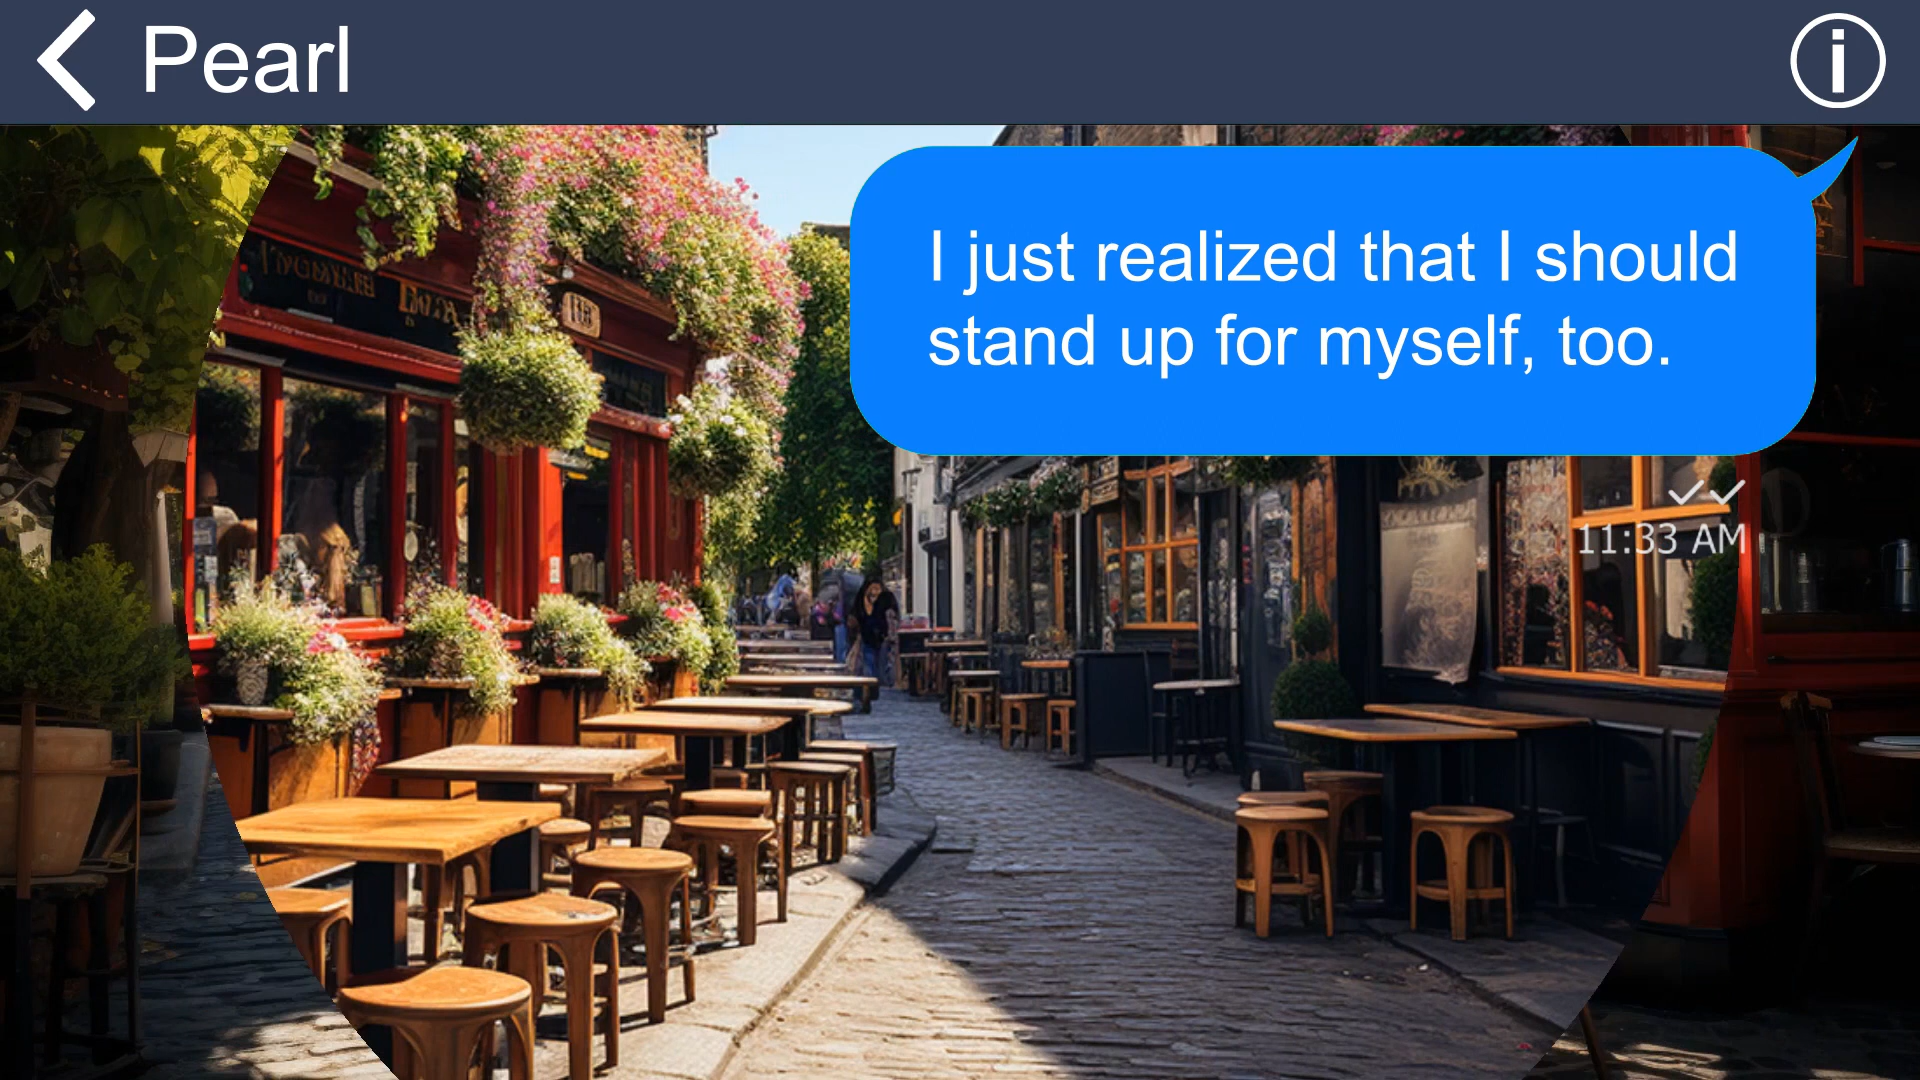 Pearl
I just realized that I should
stand up for myself, too.
11:33 AM